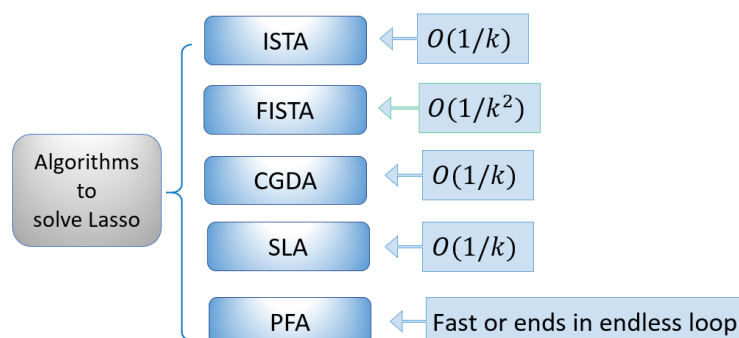 ISTA
O(1/k)
FISTA
O(1/k²)
Algorithms
to
solve Lasso
CGDA
O(1/k)
SLA
O(1/k)
PFA
Fast or ends in endless loop